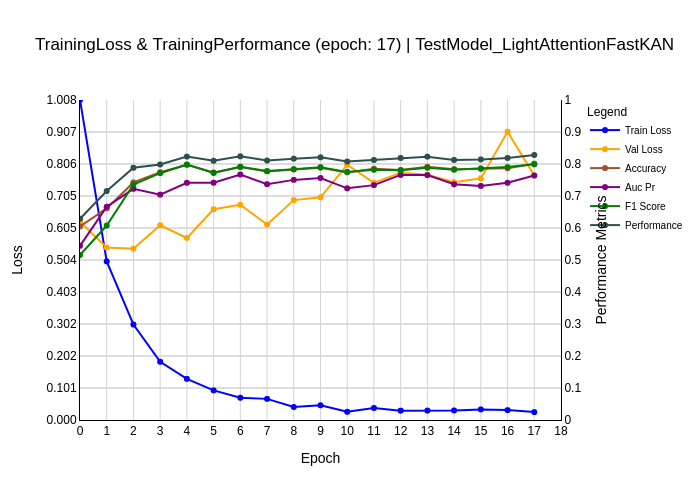 TrainingLoss & TrainingPerformance (epoch: 17) | TestModel_LightAttentionFastKAN
Legend
Train Loss
Val Loss
Accuracy
Auc Pr
F1 Score
Performance
1.008
0.907
0.806
0.705
0.605
0.504
0.403
0.302
0.202
0.101
0.000
Loss
1
0.9
0.8
0.7
0.6
0.5
0.4
0.3
0.2
0.1
0
Performance Metrics
0 1 2 3 4 5 6 7 8 9 10 11 12 13 14 15 16 17 18
Epoch